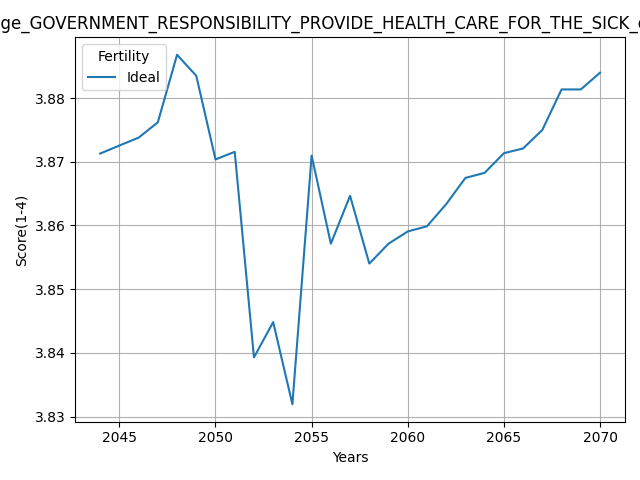 ge_GOVERNMENT_RESPONSIBILITY_PROVIDE_HEALTH_CARE_FOR_THE_SICK_
Fertility
Ideal
3.88
3.87
3.86
3.85
3.84
3.83
Score(1-4)
2045 2050 2055 2060 2065 2070
Years